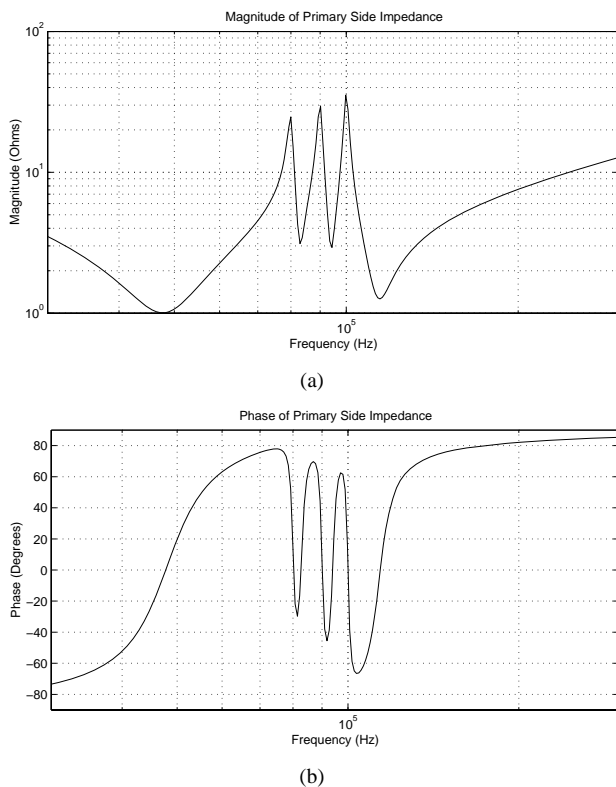 Magnitude of Primary Side Impedance
10^2
10^1
10^0
Magnitude (Ohms)
10^5
Frequency (Hz)
(a)
Phase of Primary Side Impedance
80
60
40
20
0
−20
−40
−60
−80
Phase (Degrees)
10^5
Frequency (Hz)
(b)